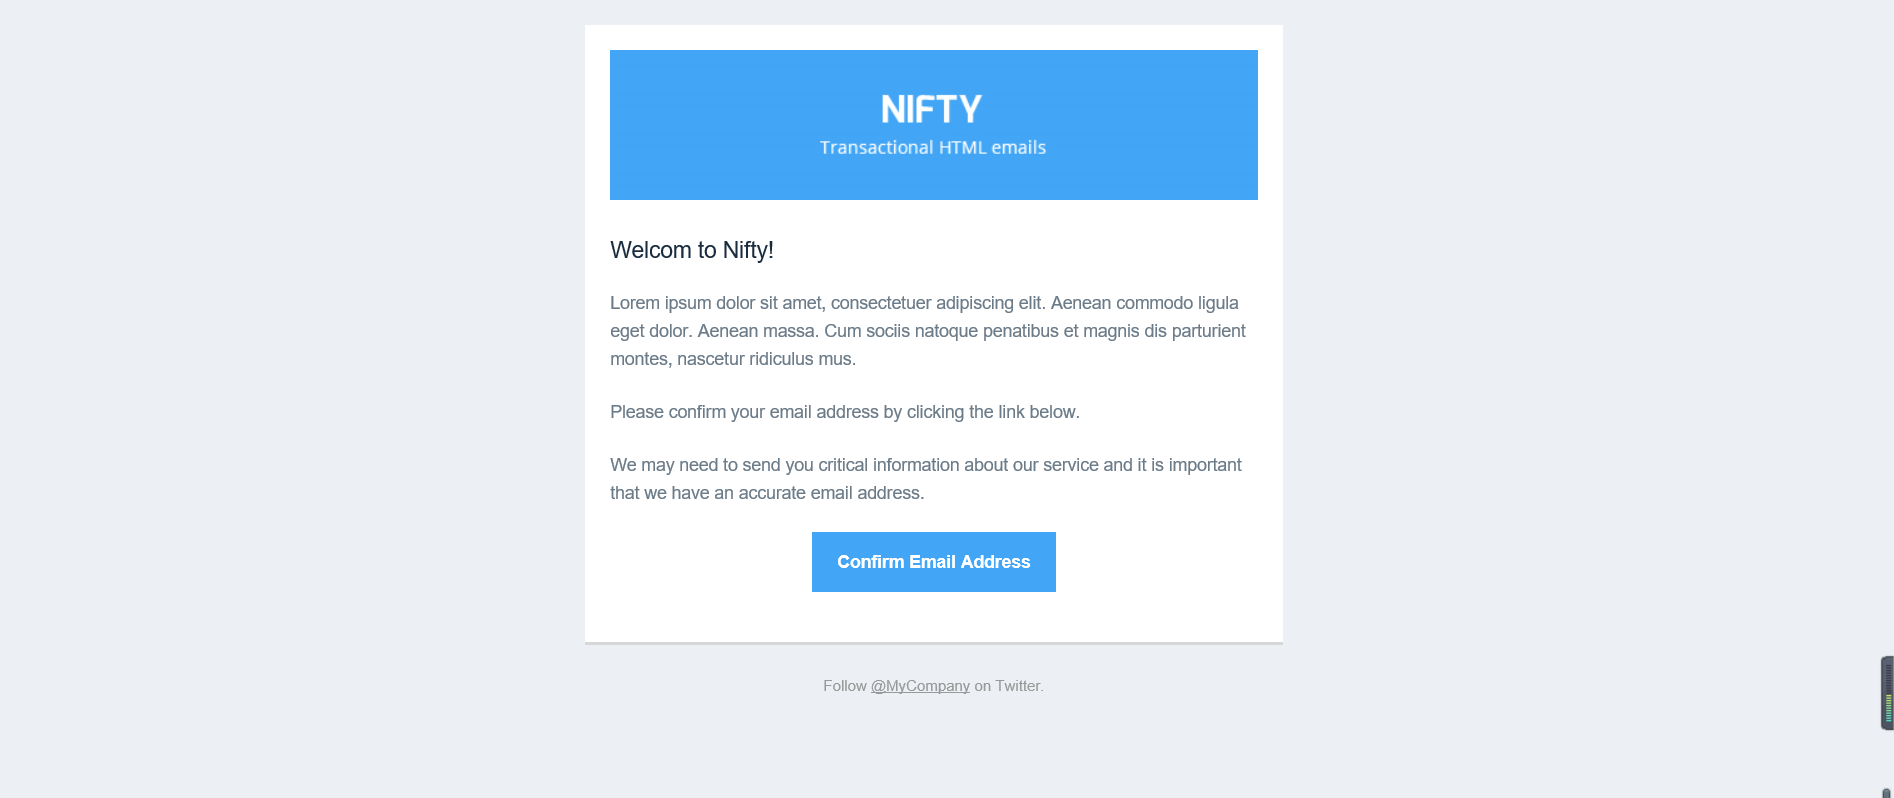 NIFTY
Transactional HTML emails
Welcom to Nifty!
Lorem ipsum dolor sit amet, consectetuer adipiscing elit. Aenean commodo ligula
eget dolor. Aenean massa. Cum sociis natoque penatibus et magnis dis parturient
montes, nascetur ridiculus mus.
Please confirm your email address by clicking the link below.
We may need to send you critical information about our service and it is important
that we have an accurate email address.
Confirm Email Address
Follow @MyCompany on Twitter.